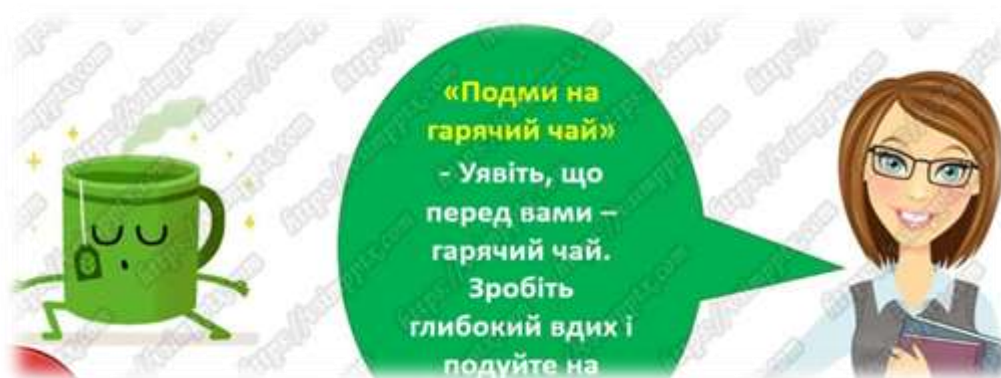 «Подми на
гарячий чай»
- Уявіть, що
перед вами –
гарячий чай.
Зробіть
глибокий вдих і
подуйте на